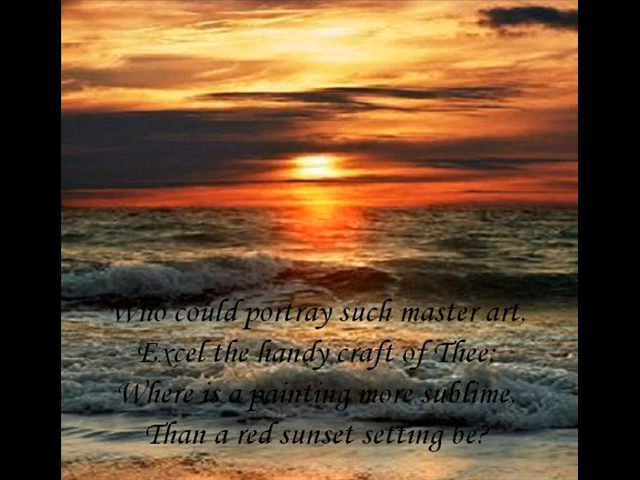 Who could portray such master art,
Excel the handy craft of Thee;
Where is a painting more sublime,
Than a red sunset setting be?